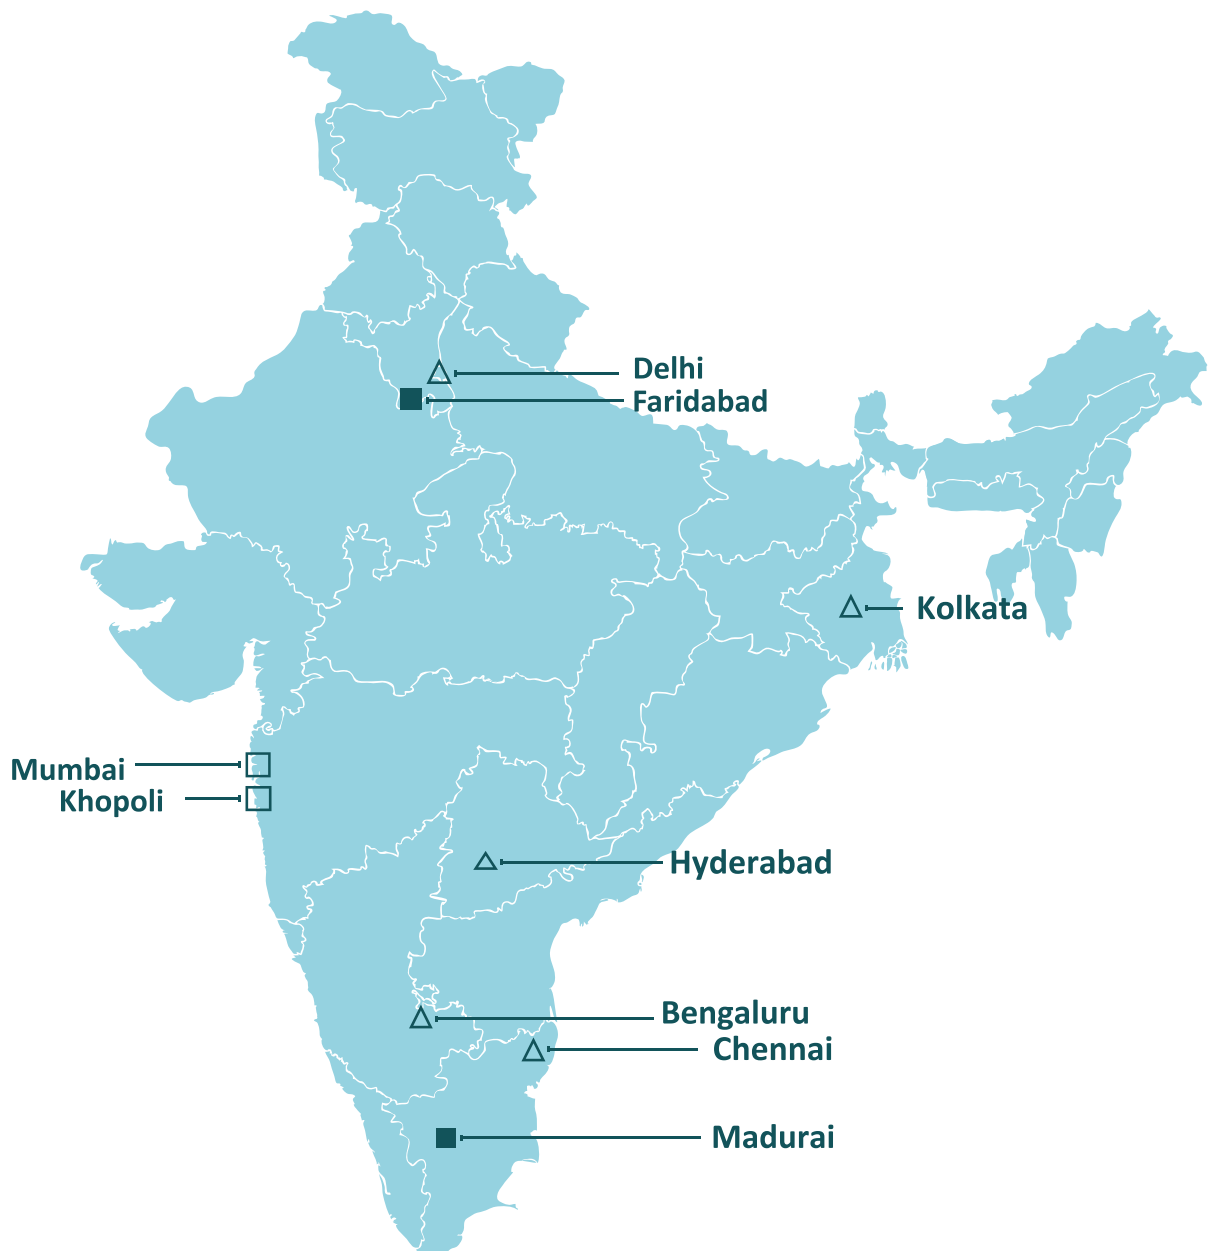 Delhi
Faridabad
Kolkata
Mumbai
Khopoli
Hyderabad
Bengaluru
Chennai
Madurai